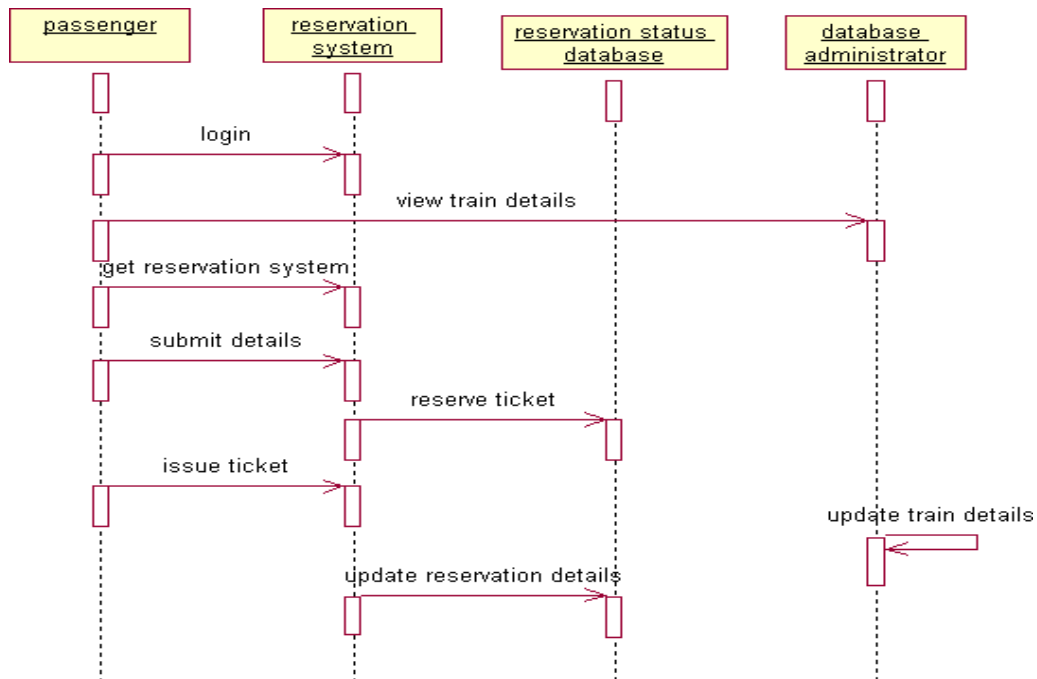 passenger
reservation
system
reservation status
database
database
administrator
login
view train details
get reservation system
submit details
reserve ticket
issue ticket
update train details
update reservation details